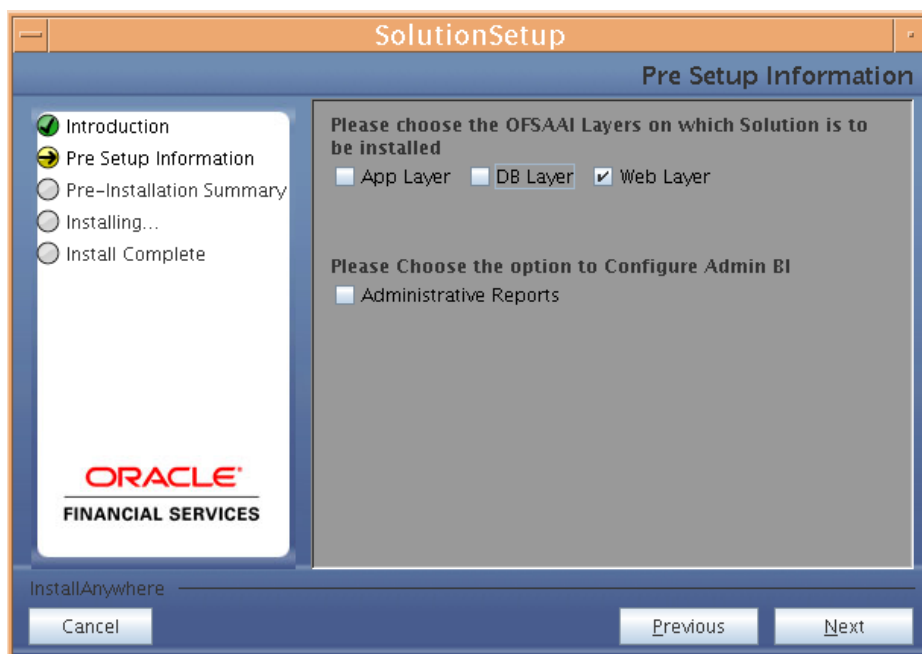 SolutionSetup
Pre Setup Information
Introduction
Pre Setup Information
Pre-Installation Summary
Installing...
Install Complete
ORACLE
FINANCIAL SERVICES
Please choose the OFSAAI Layers on which Solution is to
be installed
App Layer DB Layer Web Layer
Please Choose the option to Configure Admin BI
Administrative Reports
InstallAnywhere
Cancel Previous Next